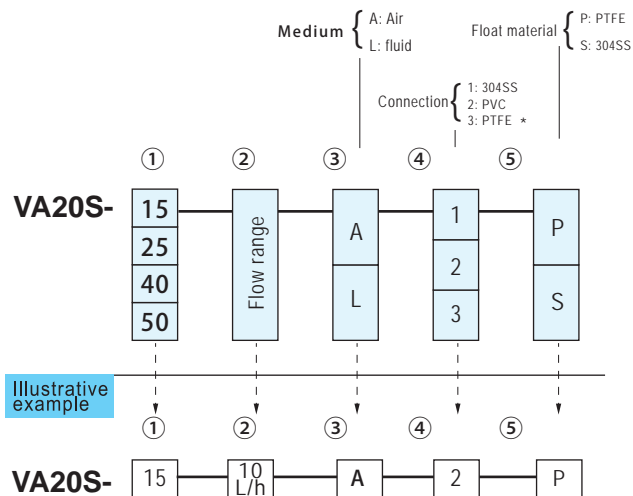 Medium { A: Air
L: fluid
Float material { P: PTFE
S: 304SS
Connection { 1: 304SS
2: PVC
3: PTFE *
① ② ③ ④ ⑤
VA20S- 15 Flow range A 1 P
25
40 L 2 S
50 3
Illustrative
example
① ② ③ ④ ⑤
VA20S- 15 10 L/h A 2 P